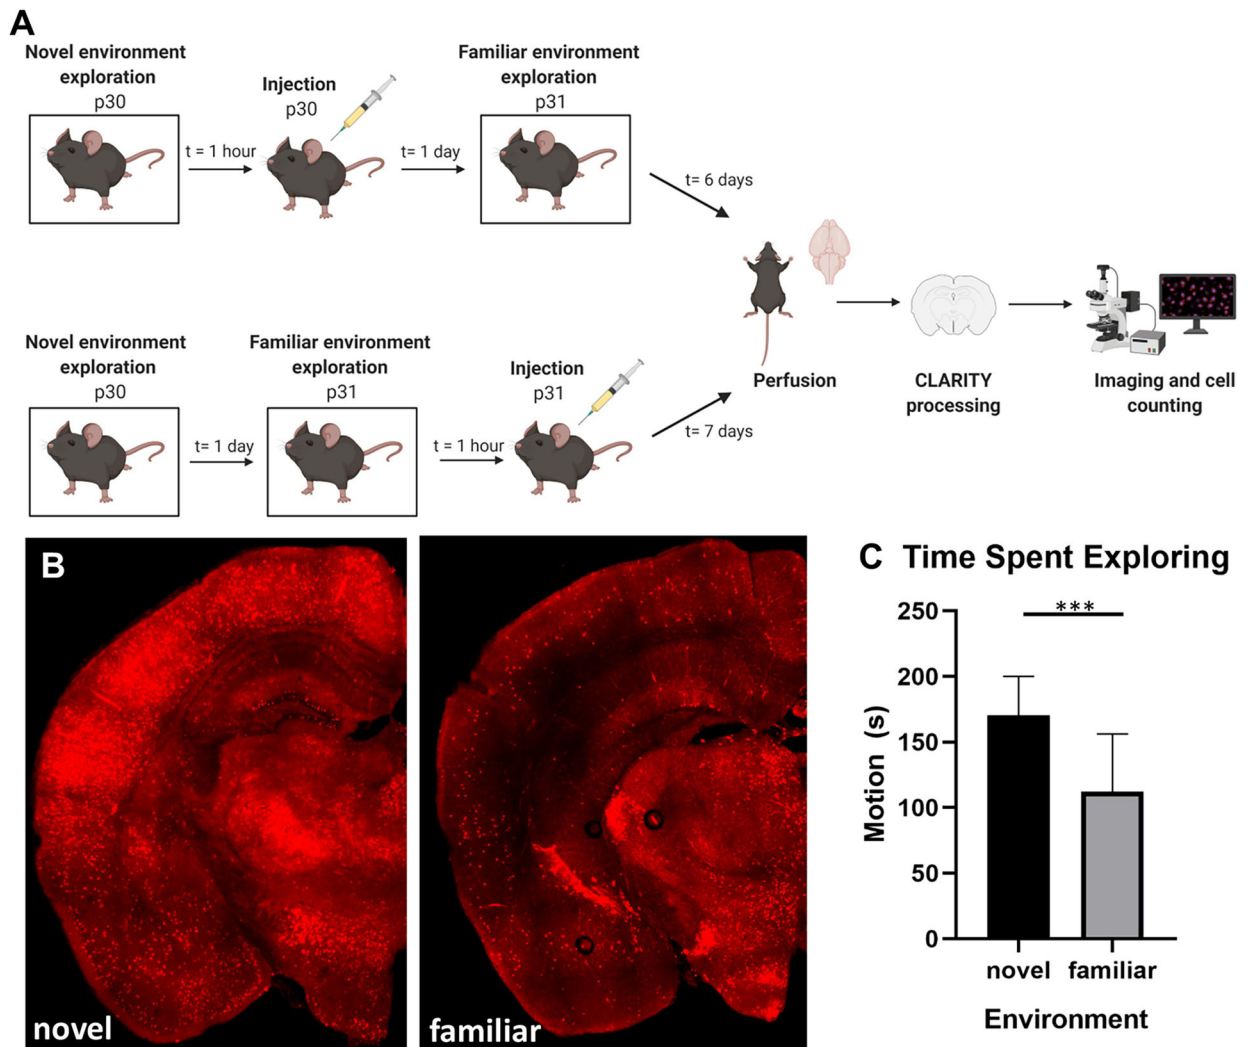 A
Novel environment
exploration
p30
Injection
p30
Familiar environment
exploration
p31
t = 1 hour
t= 1 day
t= 6 days
Novel environment
exploration
p30
Familiar environment
exploration
p31
Injection
p31
t= 1 day
t = 1 hour
t= 7 days
Perfusion
CLARITY
processing
Imaging and cell
counting
B
novel
familiar
C Time Spent Exploring
***
250
200
150
100
50
0
Motion (s)
novel familiar
Environment